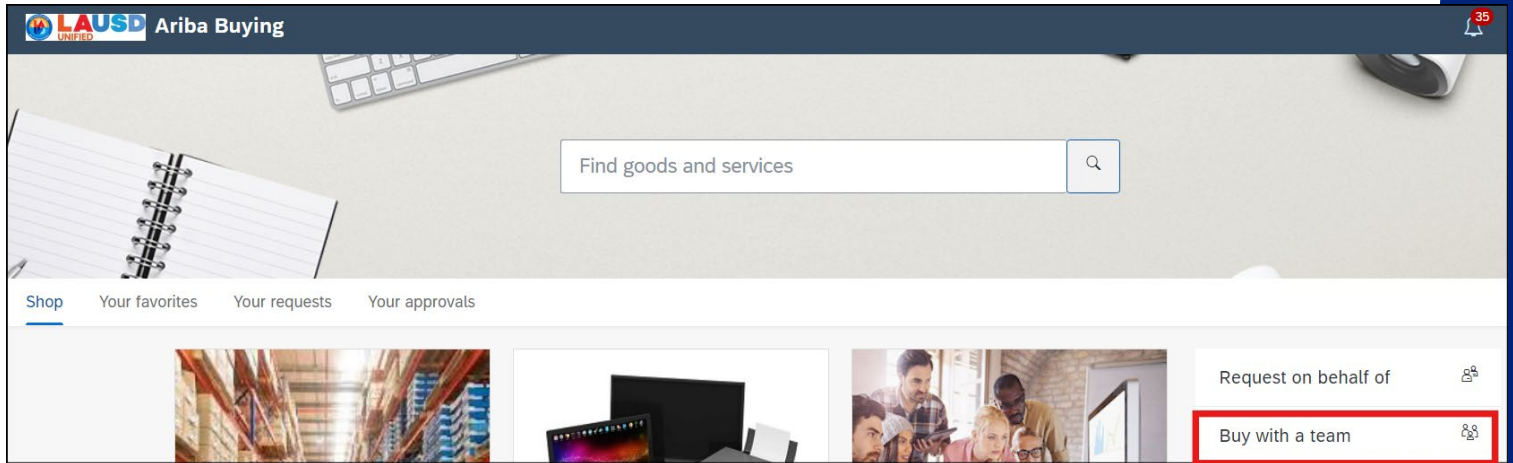 LAUSD UNIFIED Ariba Buying
35
Find goods and services
Shop Your favorites Your requests Your approvals
Request on behalf of
Buy with a team